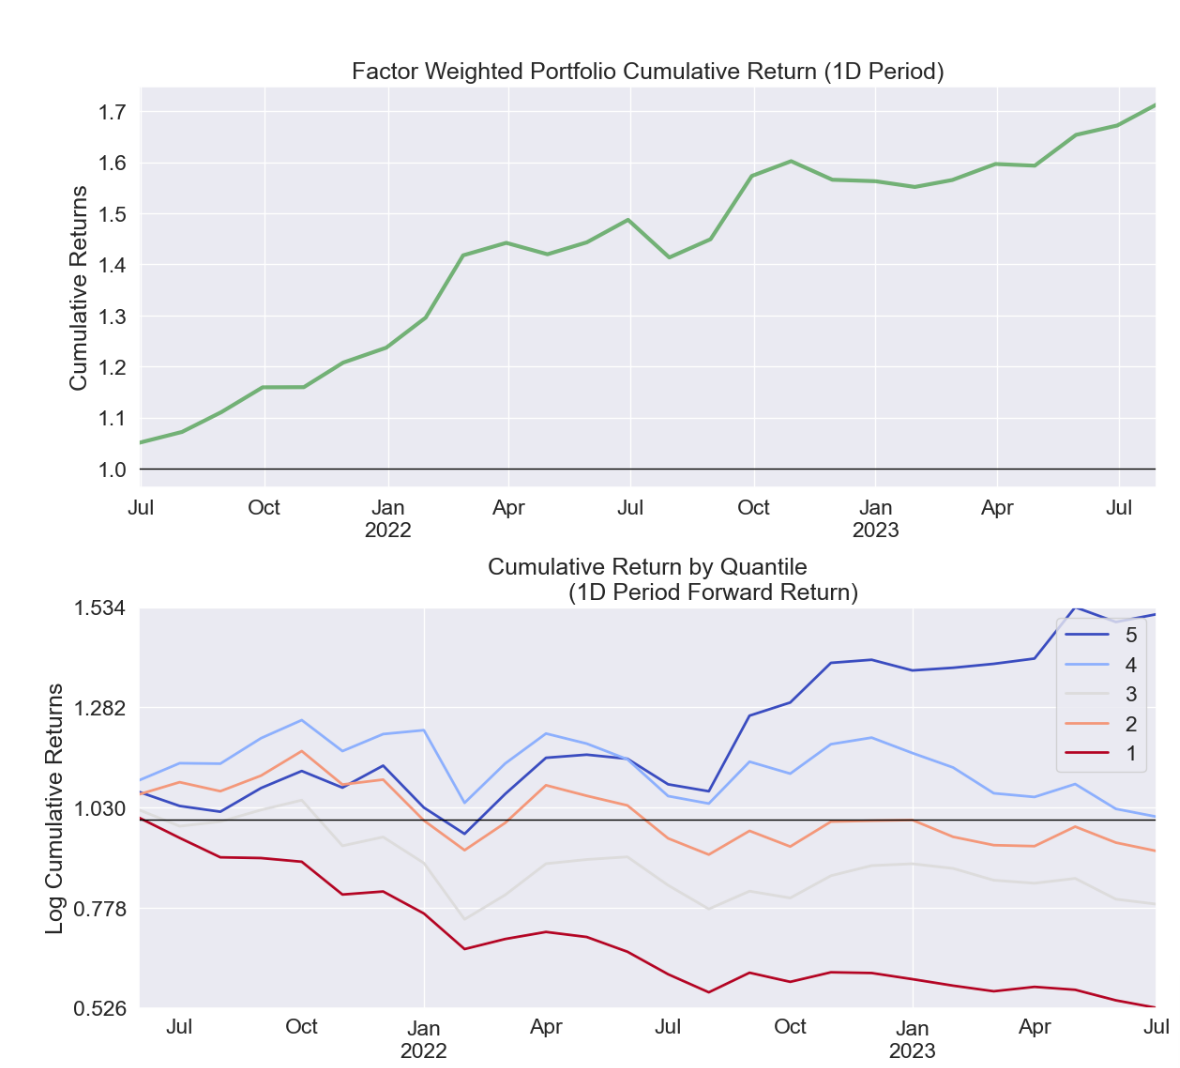 Factor Weighted Portfolio Cumulative Return (1D Period)
Cumulative Returns
1.7
1.6
1.5
1.4
1.3
1.2
1.1
1.0
Jul Oct Jan Apr Jul Oct Jan Apr Jul
2022 2023
Cumulative Return by Quantile
(1D Period Forward Return)
Log Cumulative Returns
1.534
1.282
1.030
0.778
0.526
5
4
3
2
1
Jul Oct Jan Apr Jul Oct Jan Apr Jul
2022 2023